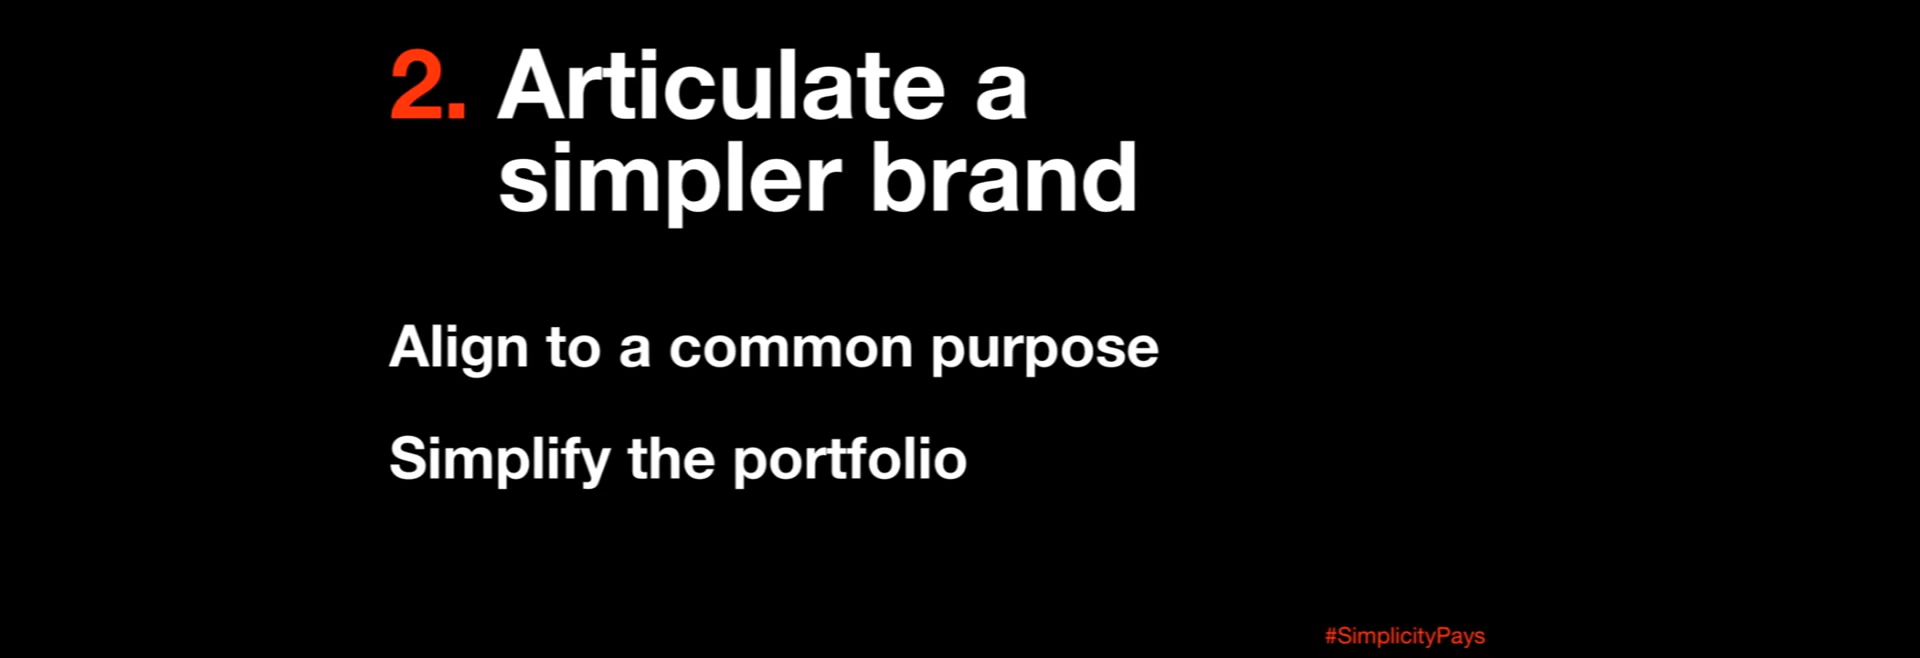 2. Articulate a
simpler brand
Align to a common purpose
Simplify the portfolio
#SimplicityPays